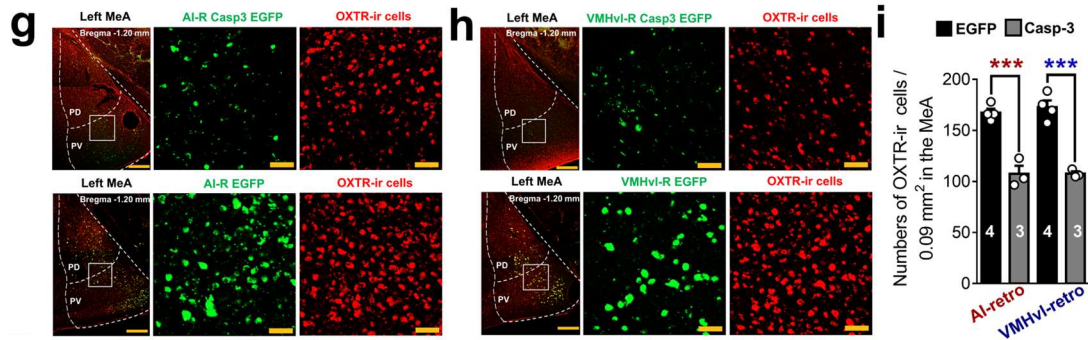 g
Left MeA AI-R Casp3 EGFP OXTR-ir cells
Bregma -1.20 mm
PD
PV
Left MeA AI-R EGFP OXTR-ir cells
Bregma -1.20 mm
PD
PV
h
Left MeA VMHvl-R Casp3 EGFP OXTR-ir cells
Bregma -1.20 mm
PD
PV
Left MeA VMHvl-R EGFP OXTR-ir cells
Bregma -1.20 mm
PD
PV
i
EGFP Casp-3
*** ***
Numbers of OXTR-ir cells /
0.09 mm² in the MeA
200
150
100
50
0
4 3 4 3
AI-retro
VMHvl-retro